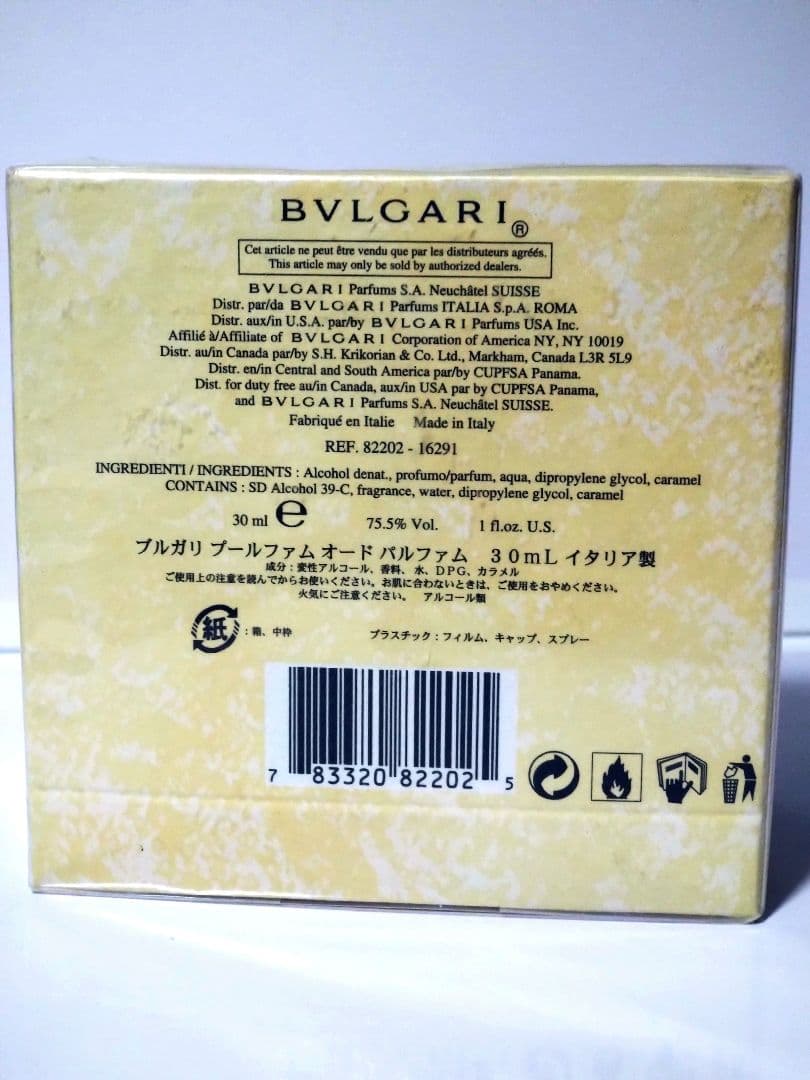 BVLGARI®
Cet article ne peut être vendu que par les distributeurs agréés.
This article may only be sold by authorized dealers.
BVLGARI Parfums S.A. Neuchâtel SUISSE
Distr. par/da BVLGARI Parfums ITALIA S.p.A. ROMA
Distr. aux/in U.S.A. par/by BVLGARI Parfums USA Inc.
Affilié à/Affiliate of BVLGARI Corporation of America NY, NY 10019
Distr. au/in Canada par/by S.H. Krikorian & Co. Ltd., Markham, Canada L3R 5L9
Distr. en/in Central and South America par/by CUPFSA Panama.
Dist. for duty free au/in Canada, aux/in USA par by CUPFSA Panama,
and BVLGARI Parfums S.A. Neuchâtel SUISSE.
Fabriqué en Italie Made in Italy
REF. 82202 - 16291
INGREDIENTI / INGREDIENTS : Alcohol denat., profumo/parfum, aqua, dipropylene glycol, caramel
CONTAINS : SD Alcohol 39-C, fragrance, water, dipropylene glycol, caramel
30 ml ℮ 75.5% Vol. 1 fl.oz. U.S.
ブルガリ プールファム オード パルファム 30mL イタリア製
成分：変性アルコール、香料、水、DPG、カラメル
ご使用上の注意を読んでからお使いください。お肌に合わないときは、ご使用をおやめください。
火気にご注意ください。 アルコール類
紙：箱、中枠 プラスチック：フィルム、キャップ、スプレー
7 83320 82202 5